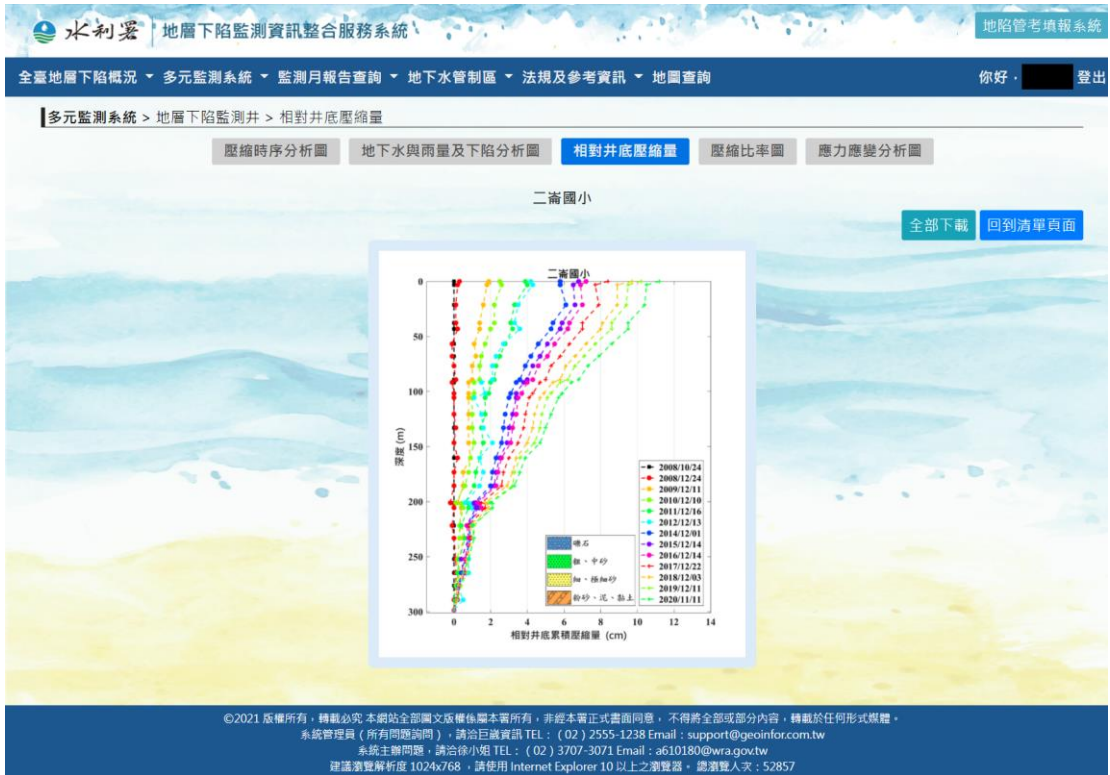 水利署 地層下陷監測資訊整合服務系統
地陷管考填報系統
全臺地層下陷概況 多元監測系統 監測月報告查詢 地下水管制區 法規及參考資訊 地圖查詢 你好, 登出
多元監測系統 > 地層下陷監測井 > 相對井底壓縮量
壓縮時序分析圖 地下水與雨量及下陷分析圖 相對井底壓縮量 壓縮比率圖 應力應變分析圖
二崙國小
全部下載 回到清單頁面
二崙國小
0
50
100
150
200
250
300
深度 (m)
2008/10/24
2008/12/24
2009/12/11
2010/12/10
2011/12/16
2012/12/13
2014/12/01
2015/12/14
2016/12/14
2017/12/22
2018/12/03
2019/12/11
2020/11/11
礫石
粗、中砂
細、極細砂
粉砂、泥、黏土
0 2 4 6 8 10 12 14
相對井底累積壓縮量 (cm)
©2021 版權所有,轉載必究 本網站全部圖文版權係屬本署所有,非經本署正式書面同意, 不得將全部或部分內容,轉載於任何形式媒體。
系統管理員(所有問題詢問),請洽巨崴資訊 TEL:(02)2555-1238 Email:support@geoinfor.com.tw
系統主辦問題,請洽徐小姐 TEL:(02)3707-3071 Email:a610180@wra.gov.tw
建議瀏覽解析度 1024x768 ,請使用 Internet Explorer 10 以上之瀏覽器。 總瀏覽人次:52857